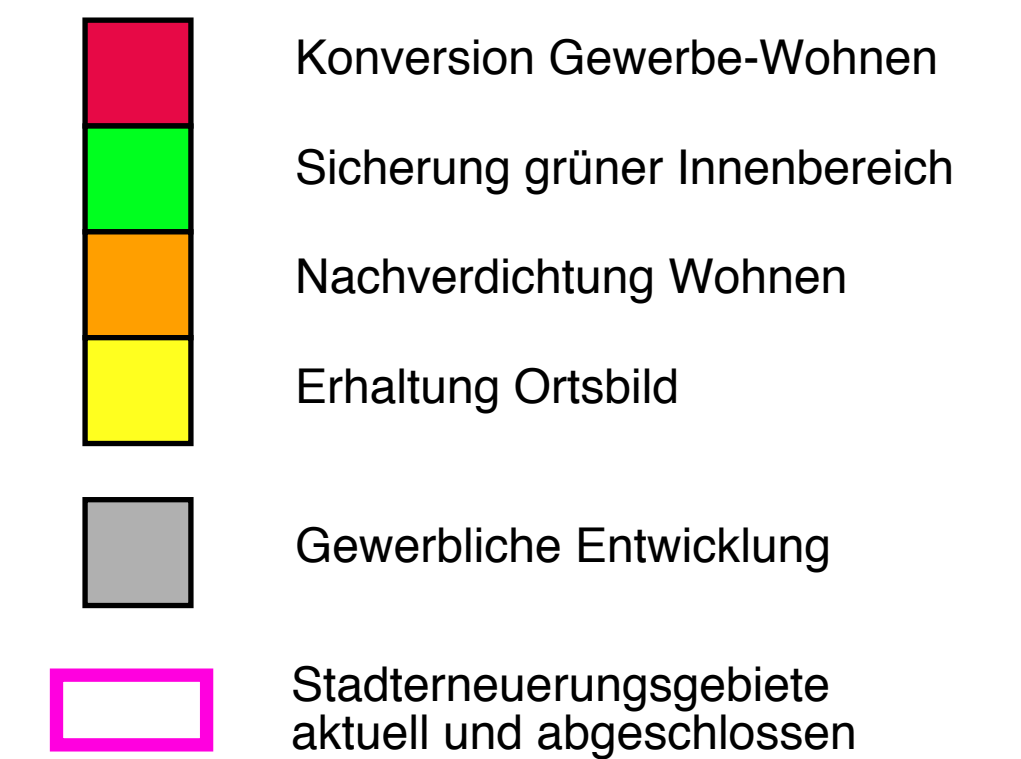 Konversion Gewerbe-Wohnen
Sicherung grüner Innenbereich
Nachverdichtung Wohnen
Erhaltung Ortsbild
Gewerbliche Entwicklung
Stadterneuerungsgebiete
aktuell und abgeschlossen